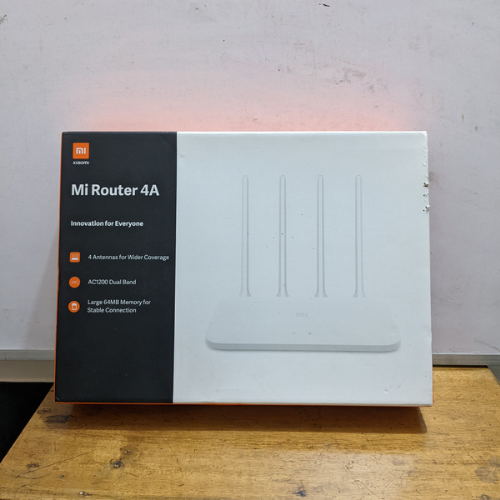 mi
XIAOMI
Mi Router 4A
Innovation for Everyone
4 Antennas for Wider Coverage
AC1200 Dual Band
Large 64MB Memory for
Stable Connection